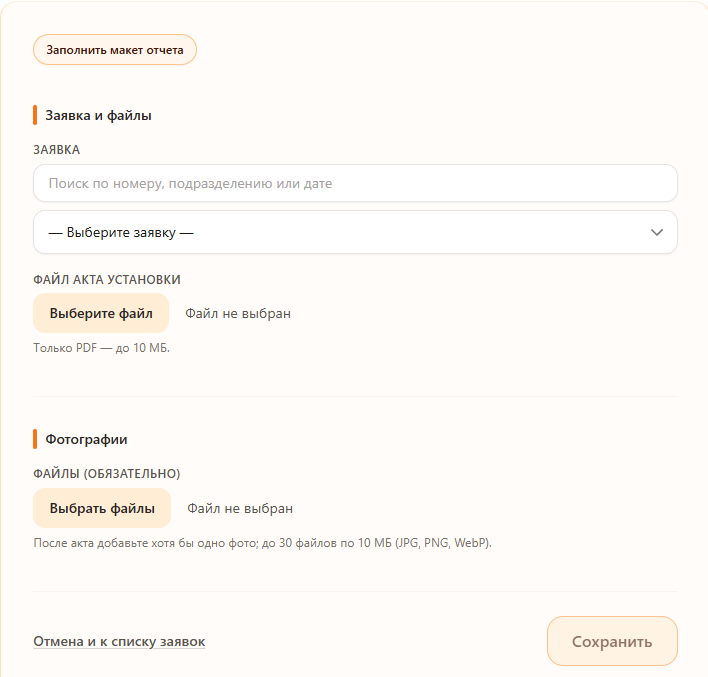 Заполнить макет отчета
Заявка и файлы
ЗАЯВКА
Поиск по номеру, подразделению или дате
— Выберите заявку —
ФАЙЛ АКТА УСТАНОВКИ
Выберите файл Файл не выбран
Только PDF — до 10 МБ.
Фотографии
ФАЙЛЫ (ОБЯЗАТЕЛЬНО)
Выбрать файлы Файл не выбран
После акта добавьте хотя бы одно фото; до 30 файлов по 10 МБ (JPG, PNG, WebP).
Отмена и к списку заявок Сохранить